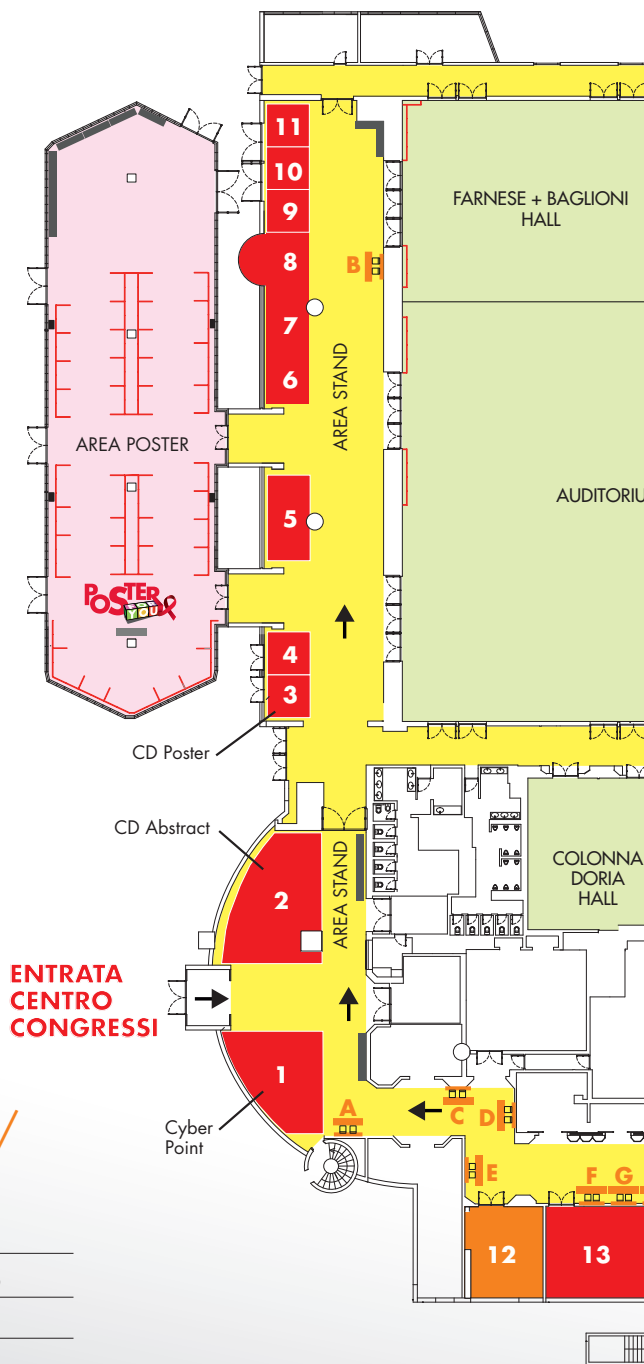 11
10
9
8
7
6
5
4
3
B
AREA STAND
FARNESE + BAGLIONI
HALL
AUDITORIU
AREA POSTER
POSTER
YOU
CD Poster
CD Abstract
2
AREA STAND
COLONNA
DORIA
HALL
ENTRATA
CENTRO
CONGRESSI
1
Cyber
Point
A
C
D
E
F
G
12
13